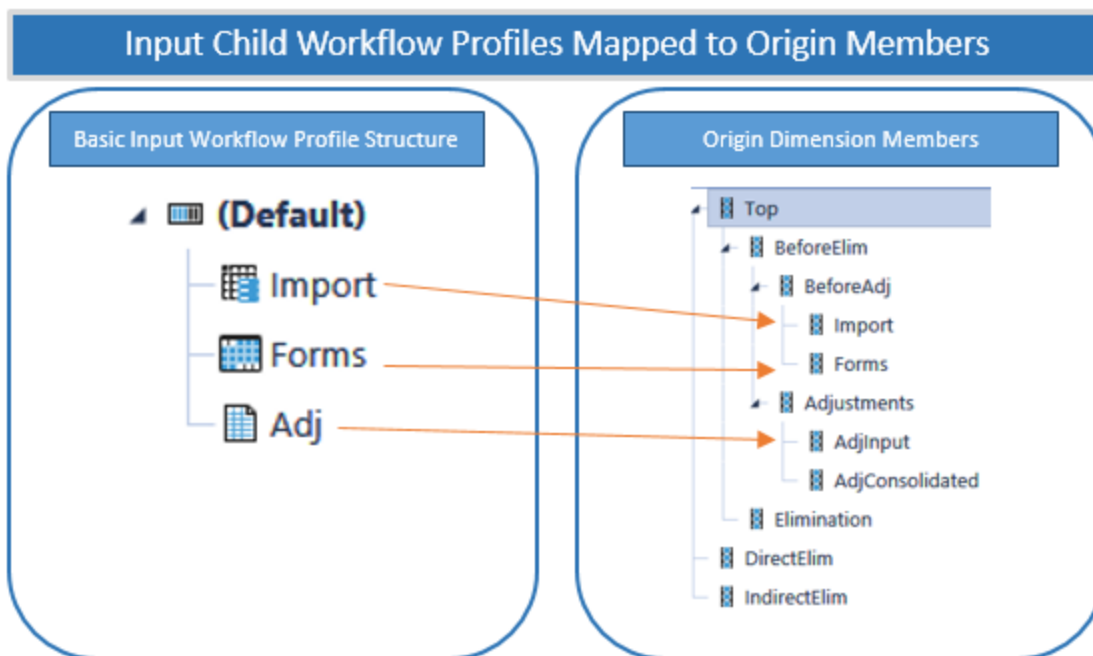 Input Child Workflow Profiles Mapped to Origin Members
Basic Input Workflow Profile Structure
(Default)
Import
Forms
Adj
Origin Dimension Members
Top
BeforeElim
BeforeAdj
Import
Forms
Adjustments
AdjInput
AdjConsolidated
Elimination
DirectElim
IndirectElim